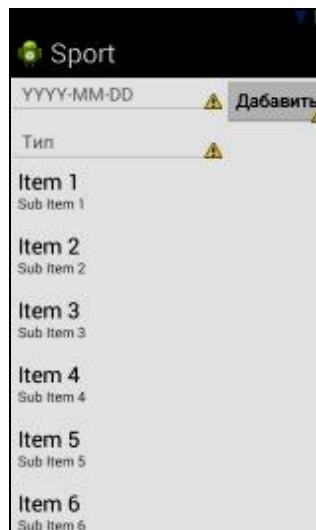 Sport
YYYY-MM-DD
Дабавить
Тип
Item 1
Sub Item 1
Item 2
Sub Item 2
Item 3
Sub Item 3
Item 4
Sub Item 4
Item 5
Sub Item 5
Item 6
Sub Item 6